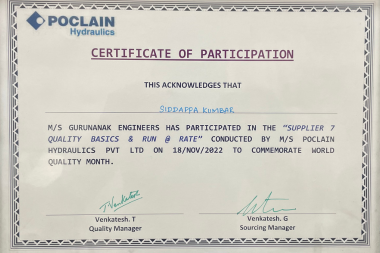 POCLAIN
Hydraulics
CERTIFICATE OF PARTICIPATION
THIS ACKNOWLEDGES THAT
SIDDAPPA KUMBAR
M/S GURUNANAK ENGINEERS HAS PARTICIPATED IN THE "SUPPLIER 7
QUALITY BASICS & RUN @ RATE" CONDUCTED BY M/S POCLAIN
HYDRAULICS PVT LTD ON 18/NOV/2022 TO COMMEMORATE WORLD
QUALITY MONTH.
T.Venkatesh
Venkatesh. T Venkatesh. G
Quality Manager Sourcing Manager